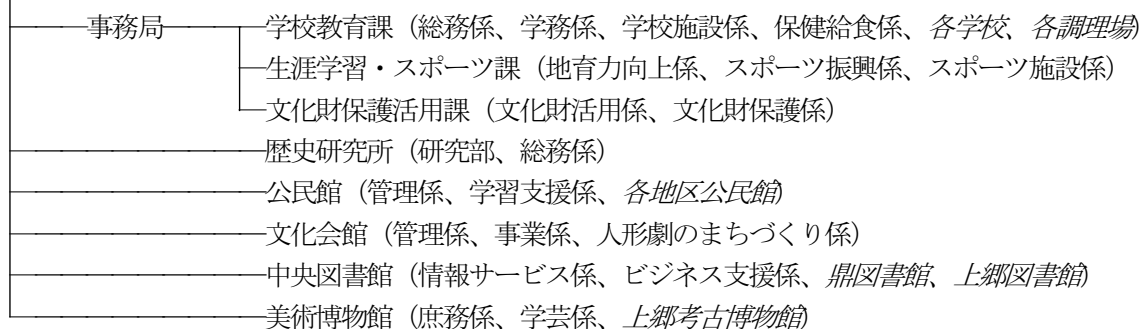 事務局 学校教育課（総務係、学務係、学校施設係、保健給食係、各学校、各調理場）
生涯学習・スポーツ課（地育力向上係、スポーツ振興係、スポーツ施設係）
文化財保護活用課（文化財活用係、文化財保護係）
歴史研究所（研究部、総務係）
公民館（管理係、学習支援係、各地区公民館）
文化会館（管理係、事業係、人形劇のまちづくり係）
中央図書館（情報サービス係、ビジネス支援係、鼎図書館、上郷図書館）
美術博物館（庶務係、学芸係、上郷考古博物館）